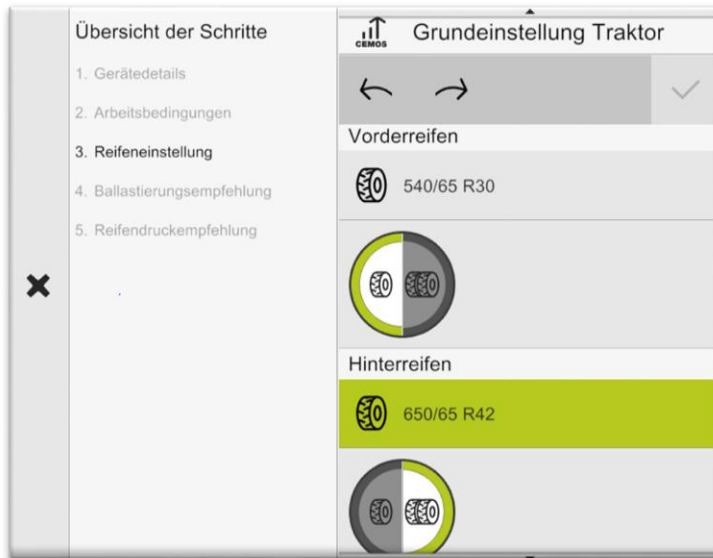 Übersicht der Schritte
1. Gerätedetails
2. Arbeitsbedingungen
3. Reifeneinstellung
4. Ballastierungsempfehlung
5. Reifendruckempfehlung
CEMOS
Grundeinstellung Traktor
Vorderreifen
540/65 R30
Hinterreifen
650/65 R42